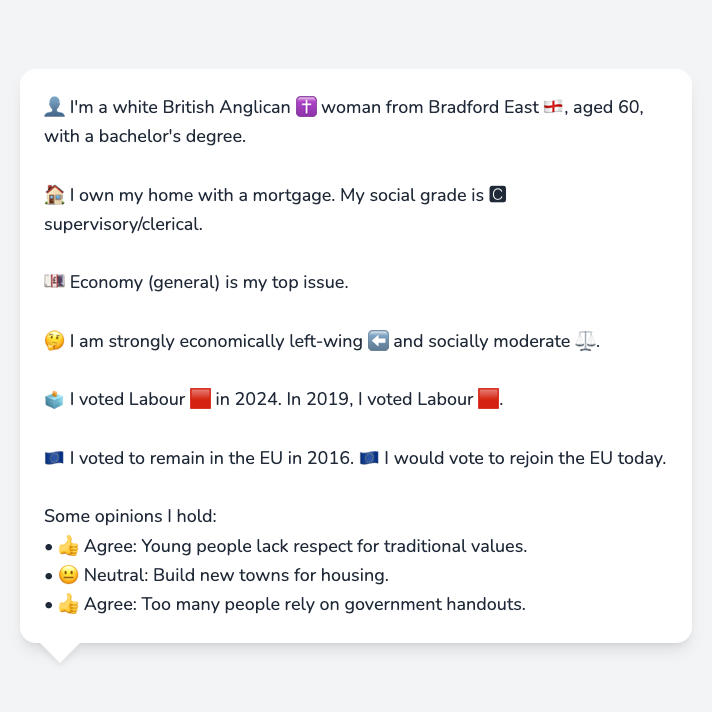 👤 I'm a white British Anglican ✝️ woman from Bradford East 🏴󠁧󠁢󠁥󠁮󠁧󠁿, aged 60,
with a bachelor's degree.
🏠 I own my home with a mortgage. My social grade is 🅲
supervisory/clerical.
💷 Economy (general) is my top issue.
🤔 I am strongly economically left-wing ⬅️ and socially moderate ⚖️.
🗳️ I voted Labour 🟥 in 2024. In 2019, I voted Labour 🟥.
🇪🇺 I voted to remain in the EU in 2016. 🇪🇺 I would vote to rejoin the EU today.
Some opinions I hold:
• 👍 Agree: Young people lack respect for traditional values.
• 😐 Neutral: Build new towns for housing.
• 👍 Agree: Too many people rely on government handouts.